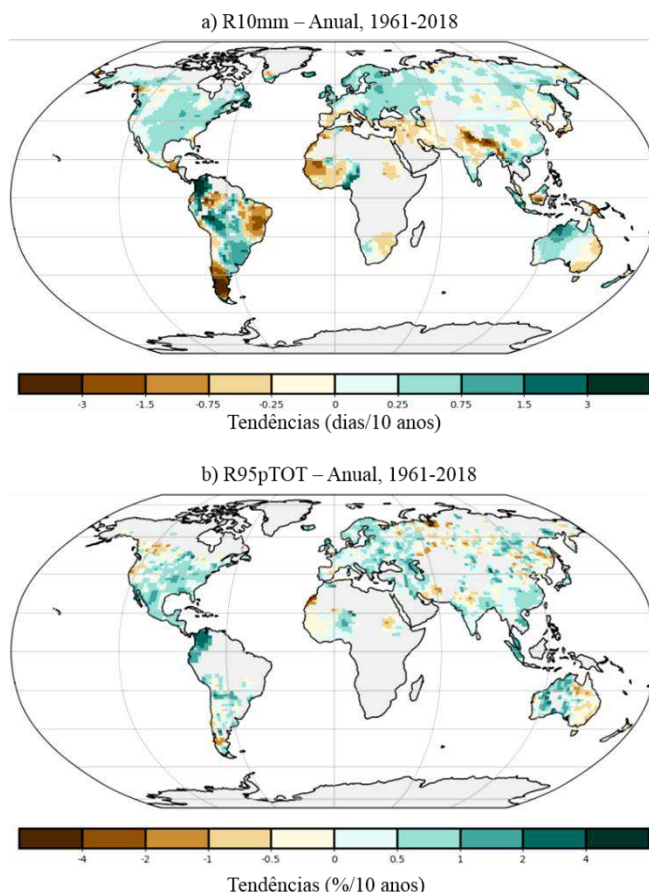 a) R10mm – Anual, 1961-2018
-3 -1.5 -0.75 -0.25 0 0.25 0.75 1.5 3
Tendências (dias/10 anos)
b) R95pTOT – Anual, 1961-2018
-4 -2 -1 -0.5 0 0.5 1 2 4
Tendências (%/10 anos)